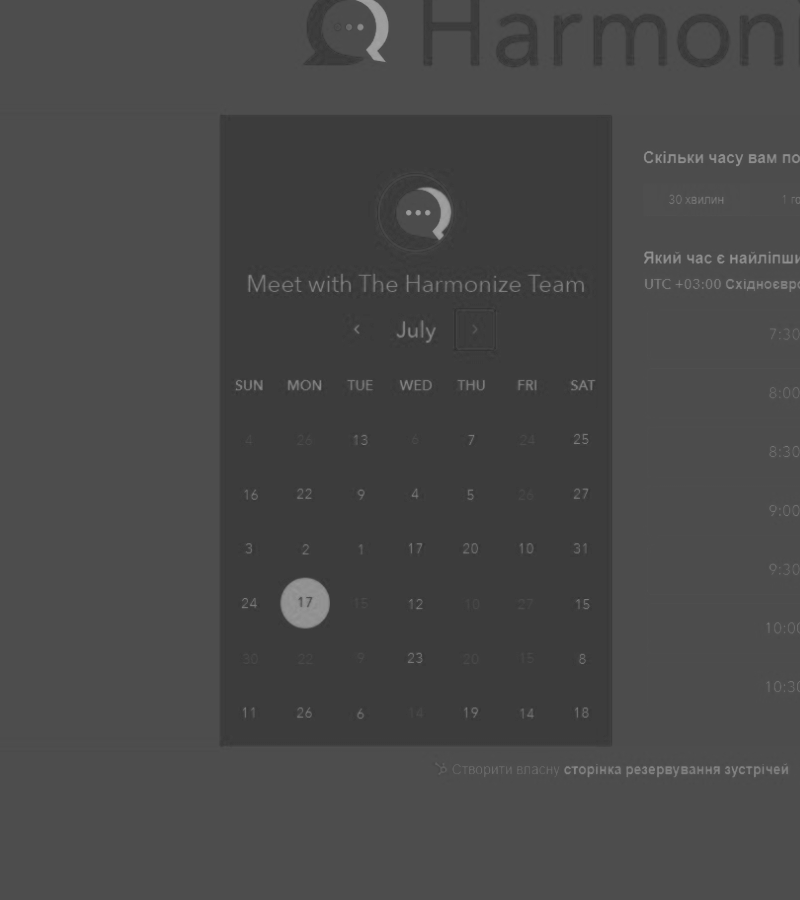 Harmoni
Meet with The Harmonize Team
July
SUN MON TUE WED THU FRI SAT
4 26 13 6 7 24 25
16 22 9 4 5 26 27
3 2 1 17 20 10 31
24 17 15 12 10 27 15
30 22 9 23 20 15 8
11 26 6 14 19 14 18
Скільки часу вам по
30 хвилин 1 го
Який час є найліпши
UTC +03:00 Східноєвро
7:30
8:00
8:30
9:00
9:30
10:00
10:30
Створити власну сторінка резервування зустрічей